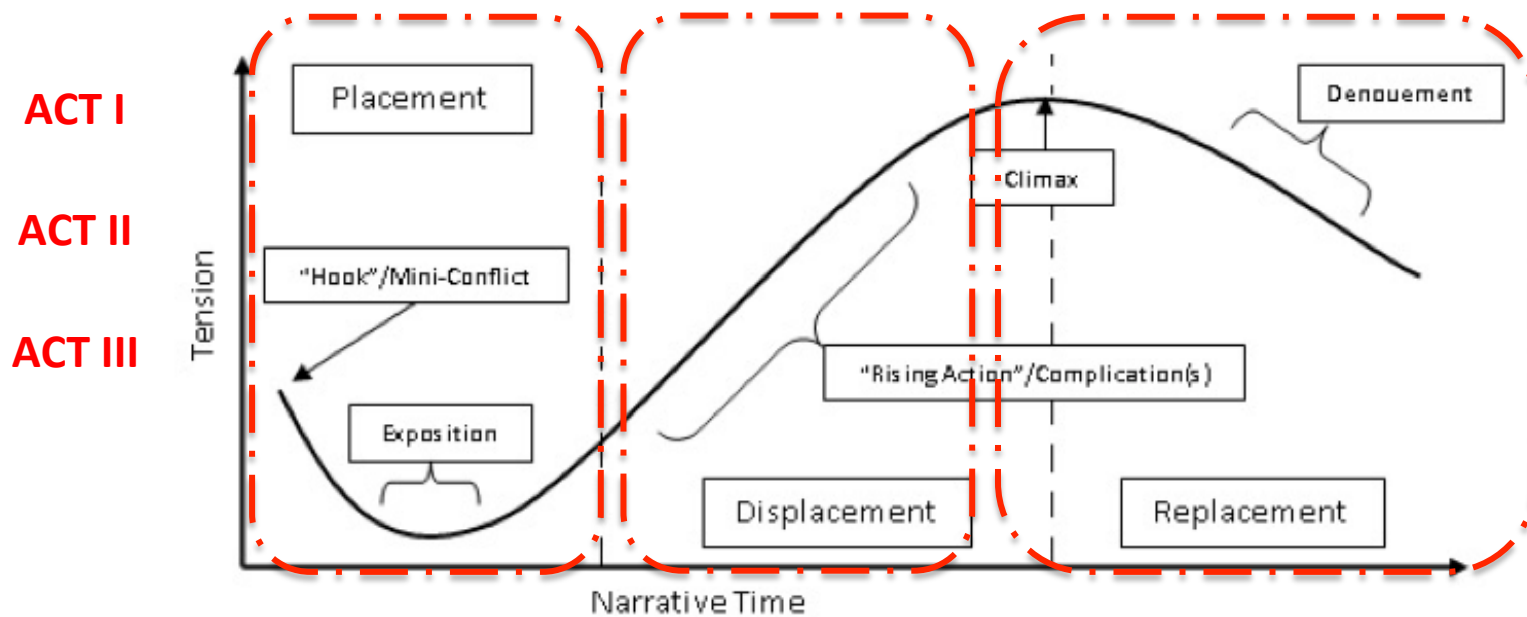 ACT I
ACT II
ACT III
Tension
Placement
"Hook"/Mini-Conflict
Exposition
Climax
Denouement
"Rising Action"/Complication(s)
Displacement
Replacement
Narrative Time